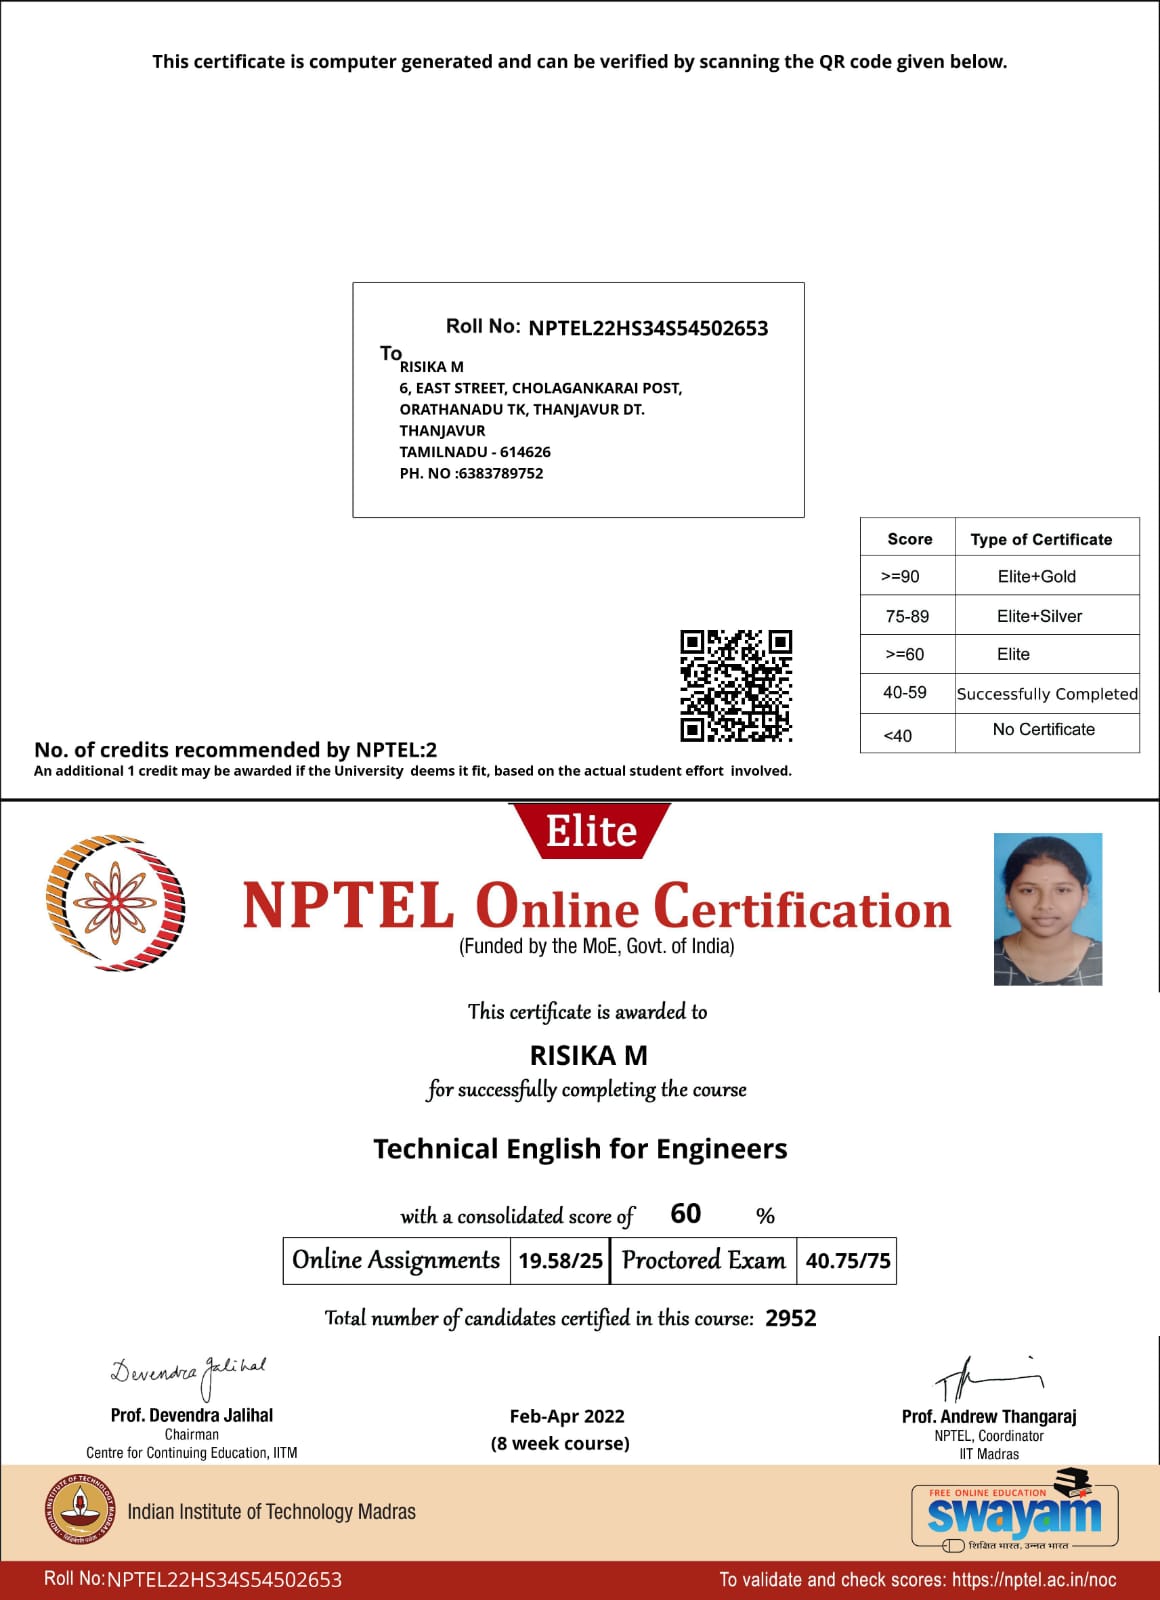 This certificate is computer generated and can be verified by scanning the QR code given below.
Roll No: NPTEL22HS34S54502653
To
RISIKA M
6, EAST STREET, CHOLAGANKARAI POST,
ORATHANADU TK, THANJAVUR DT.
THANJAVUR
TAMILNADU - 614626
PH. NO :6383789752
Score Type of Certificate
>=90 Elite+Gold
75-89 Elite+Silver
>=60 Elite
40-59 Successfully Completed
<40 No Certificate
No. of credits recommended by NPTEL:2
An additional 1 credit may be awarded if the University deems it fit, based on the actual student effort involved.
Elite
NPTEL Online Certification
(Funded by the MoE, Govt. of India)
This certificate is awarded to
RISIKA M
for successfully completing the course
Technical English for Engineers
with a consolidated score of 60 %
Online Assignments 19.58/25 Proctored Exam 40.75/75
Total number of candidates certified in this course: 2952
Devendra Jalihal
Prof. Devendra Jalihal
Chairman
Centre for Continuing Education, IITM
Feb-Apr 2022
(8 week course)
Prof. Andrew Thangaraj
NPTEL, Coordinator
IIT Madras
INDIAN INSTITUTE OF TECHNOLOGY MADRAS
Indian Institute of Technology Madras
FREE ONLINE EDUCATION
swayam
शिक्षित भारत, उन्नत भारत
Roll No: NPTEL22HS34S54502653
To validate and check scores: https://nptel.ac.in/noc